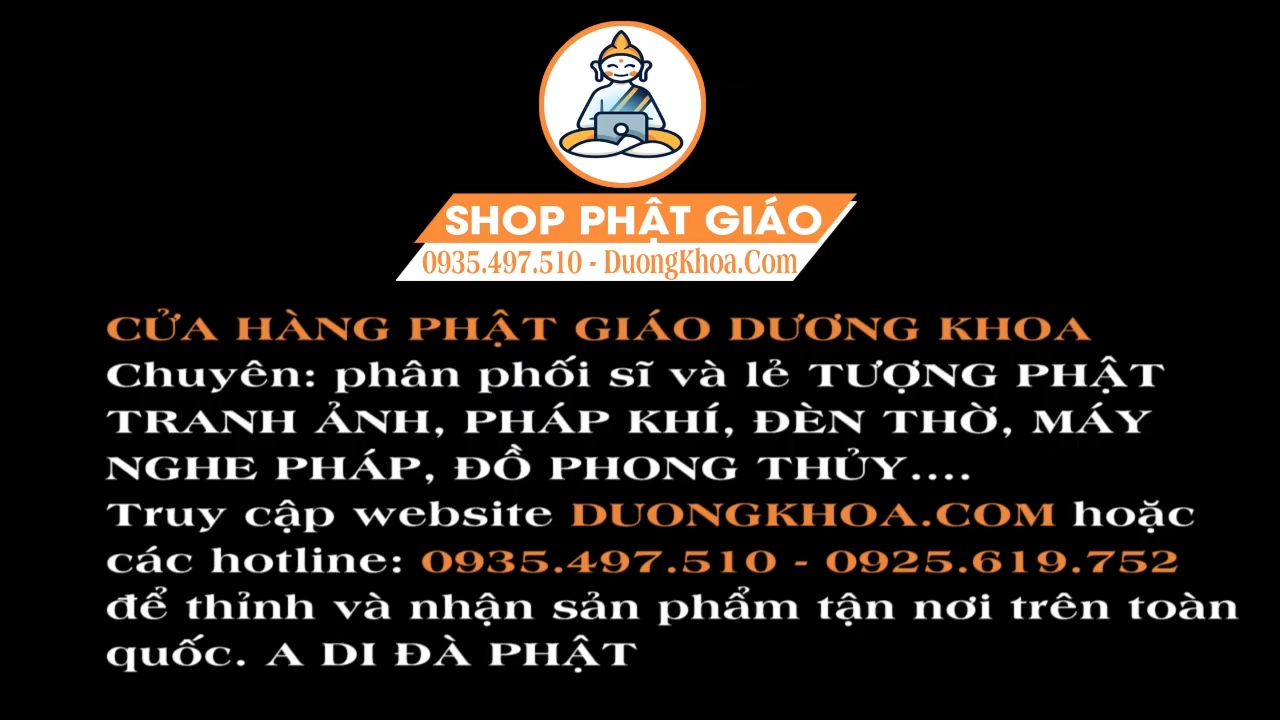 SHOP PHẬT GIÁO
0935.497.510 - DuongKhoa.Com
CỬA HÀNG PHẬT GIÁO DƯƠNG KHOA
Chuyên: phân phối sĩ và lẻ TƯỢNG PHẬT
TRANH ẢNH, PHÁP KHÍ, ĐÈN THỜ, MÁY
NGHE PHÁP, ĐỒ PHONG THỦY....
Truy cập website DUONGKHOA.COM hoặc
các hotline: 0935.497.510 - 0925.619.752
để thỉnh và nhận sản phẩm tận nơi trên toàn
quốc. A DI ĐÀ PHẬT